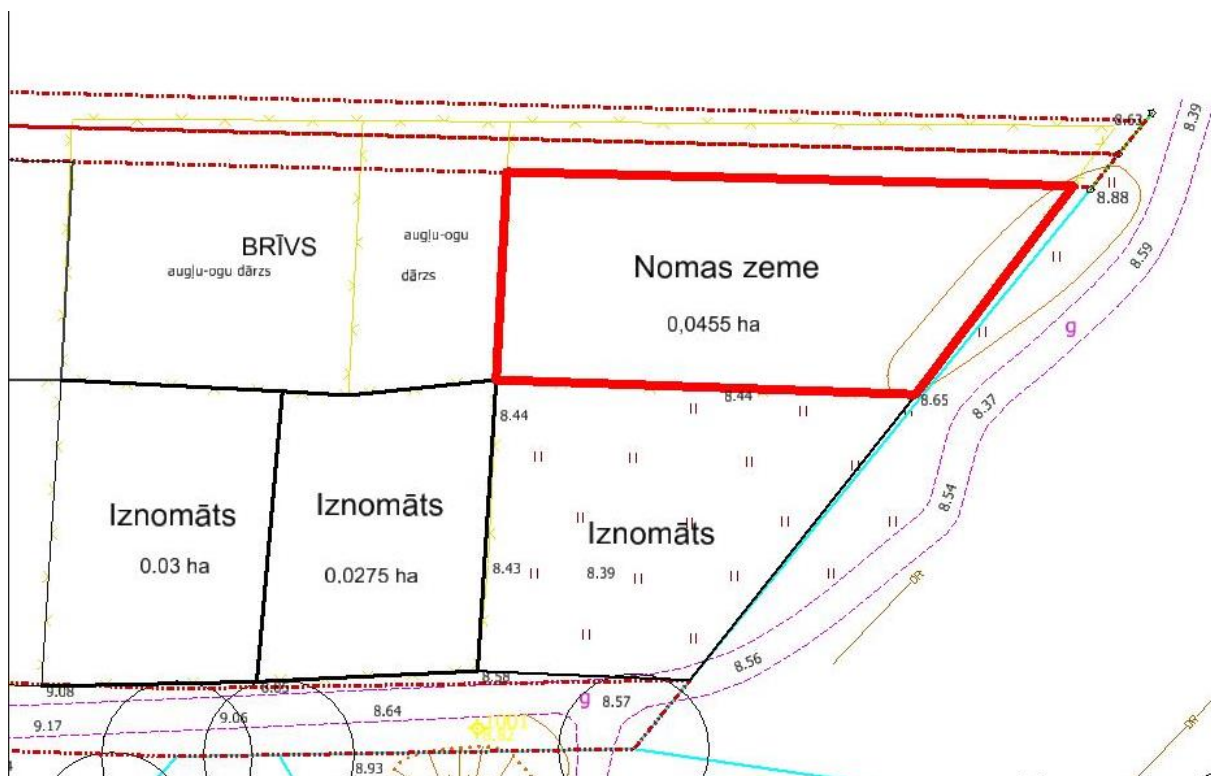 8.63
8.39
8.88
BRĪVS
augļu-ogu dārzs
augļu-ogu
dārzs
Nomas zeme
0,0455 ha
8.59
g
8.44
8.44
8.65
8.37
Iznomāts
0.03 ha
Iznomāts
0,0275 ha
Iznomāts
8.54
8.43
8.39
ŪR
8.56
9.08
8.58
8.57
g
9.17
9.06
8.64
8.93